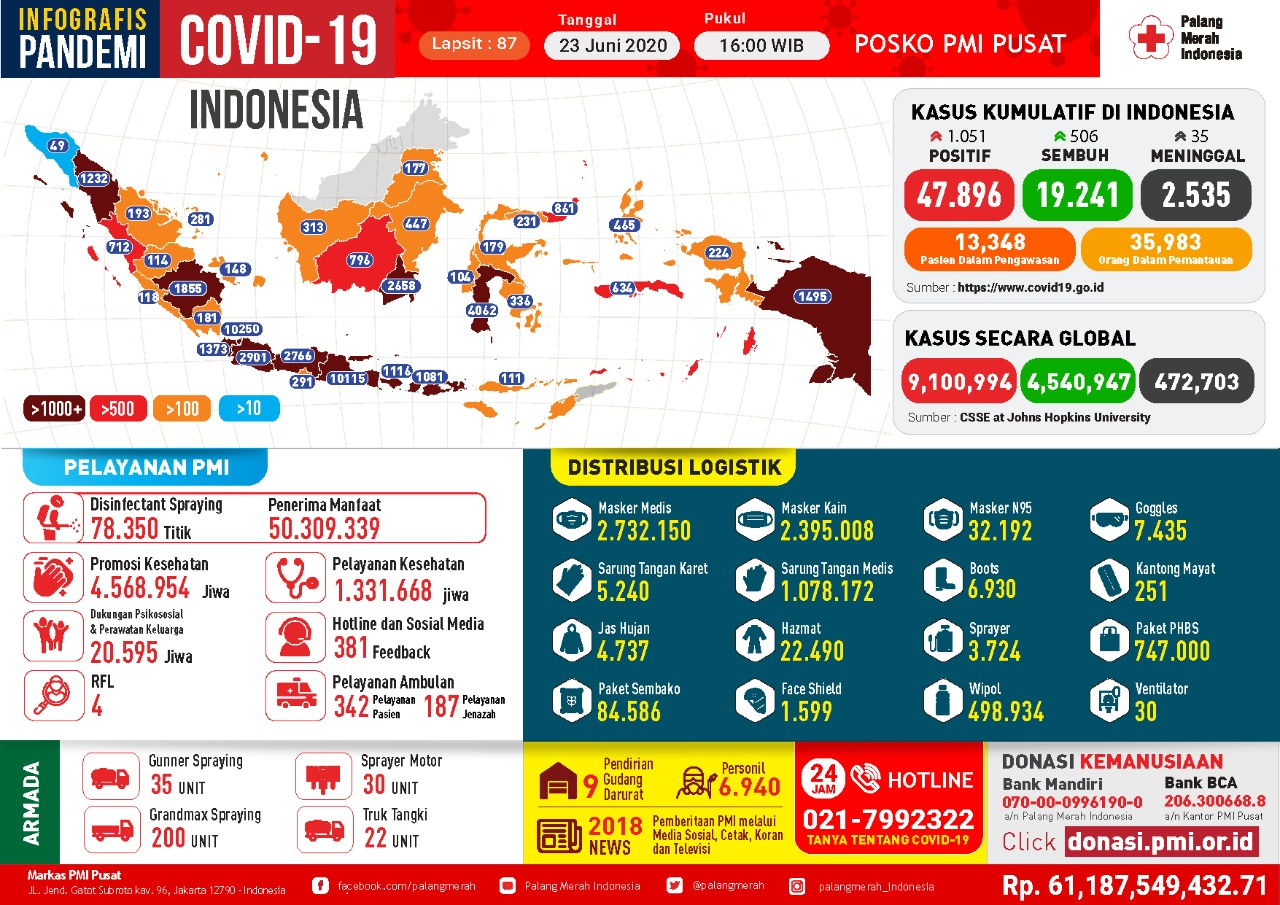 INFOGRAFIS
PANDEMI
COVID-19
INDONESIA
Lapsit : 87
Tanggal
23 Juni 2020
Pukul
16:00 WIB
POSKO PMI PUSAT
Palang
Merah
Indonesia
49
1232
193
281
712
114
148
1855
118
181
10250
1373
2901
2766
291
10115
1116
1081
111
313
177
447
796
2658
861
231
179
104
4062
336
465
634
224
1495
>1000+
>500
>100
>10
KASUS KUMULATIF DI INDONESIA
1.051
POSITIF
47.896
506
SEMBUH
19.241
35
MENINGGAL
2.535
13,348
Pasien Dalam Pengawasan
35,983
Orang Dalam Pemantauan
Sumber : https://www.covid19.go.id
KASUS SECARA GLOBAL
9,100,994
4,540,947
472,703
Sumber : CSSE at Johns Hopkins University
PELAYANAN PMI
Disinfectant Spraying
78.350 Titik
Penerima Manfaat
50.309.339
Promosi Kesehatan
4.568.954 Jiwa
Pelayanan Kesehatan
1.331.668 jiwa
Dukungan Psikososial
& Perawatan Keluarga
20.595 Jiwa
Hotline dan Sosial Media
381 Feedback
RFL
4
Pelayanan Ambulan
342 Pelayanan Pasien
187 Pelayanan Jenazah
DISTRIBUSI LOGISTIK
Masker Medis
2.732.150
Masker Kain
2.395.008
Masker N95
32.192
Goggles
7.435
Sarung Tangan Karet
5.240
Sarung Tangan Medis
1.078.172
Boots
6.930
Kantong Mayat
251
Jas Hujan
4.737
Hazmat
22.490
Sprayer
3.724
Paket PHBS
747.000
Paket Sembako
84.586
Face Shield
1.599
Wipol
498.934
Ventilator
30
ARMADA
Gunner Spraying
35 UNIT
Sprayer Motor
30 UNIT
Grandmax Spraying
200 UNIT
Truk Tangki
22 UNIT
9
Pendirian
Gudang
Darurat
Personil
6.940
2018
NEWS
Pemberitaan PMI melalui
Media Sosial, Cetak, Koran
dan Televisi
24
JAM
HOTLINE
021-7992322
TANYA TENTANG COVID-19
DONASI KEMANUSIAAN
Bank Mandiri
070-00-0996190-0
a/n Palang Merah Indonesia
Bank BCA
206.300668.8
a/n Kantor PMI Pusat
Click donasi.pmi.or.id
Markas PMI Pusat
JL. Jend. Gatot Subroto kav. 96, Jakarta 12790 - Indonesia
facebook.com/palangmerah
Palang Merah Indonesia
@palangmerah
palangmerah_Indonesia
Rp. 61,187,549,432.71